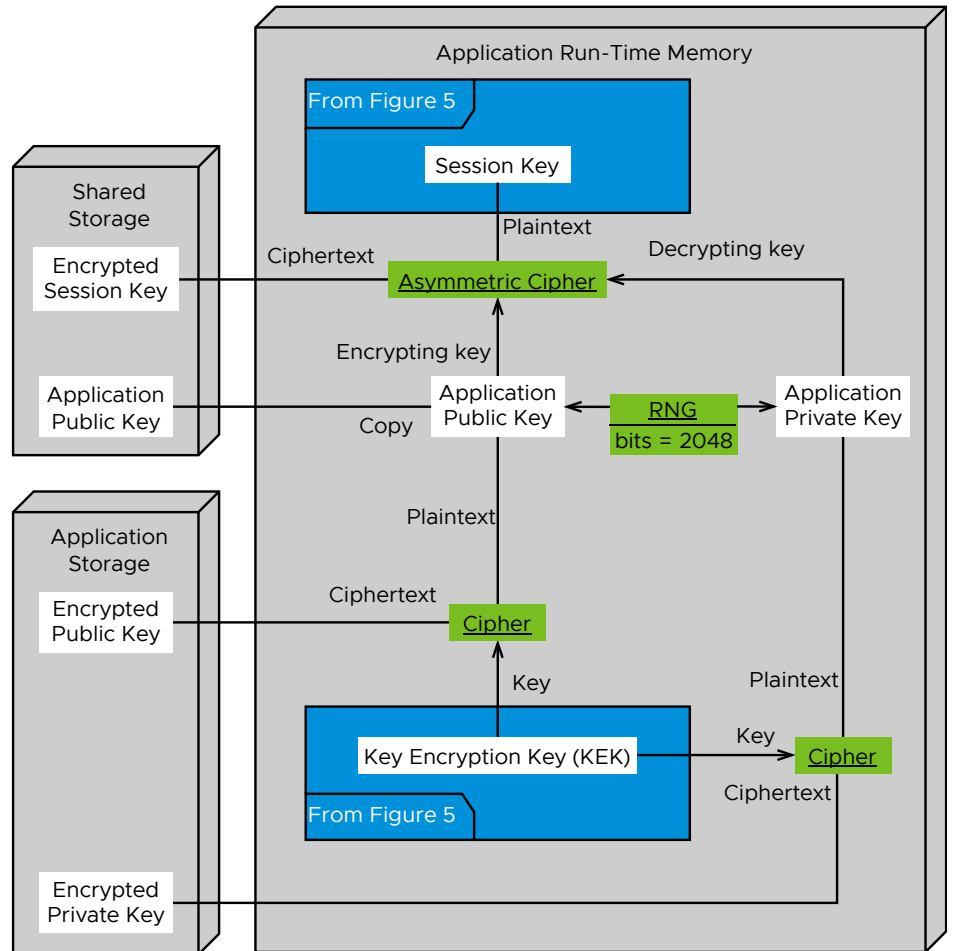 Application Run-Time Memory
From Figure 5
Session Key
Shared
Storage
Plaintext
Ciphertext
Decrypting key
Encrypted
Session Key
Asymmetric Cipher
Encrypting key
Application
Public Key
Copy
Application
Public Key
RNG
bits = 2048
Application
Private Key
Plaintext
Application
Storage
Ciphertext
Encrypted
Public Key
Cipher
Key
Plaintext
Key Encryption Key (KEK)
Key
Cipher
Ciphertext
From Figure 5
Encrypted
Private Key